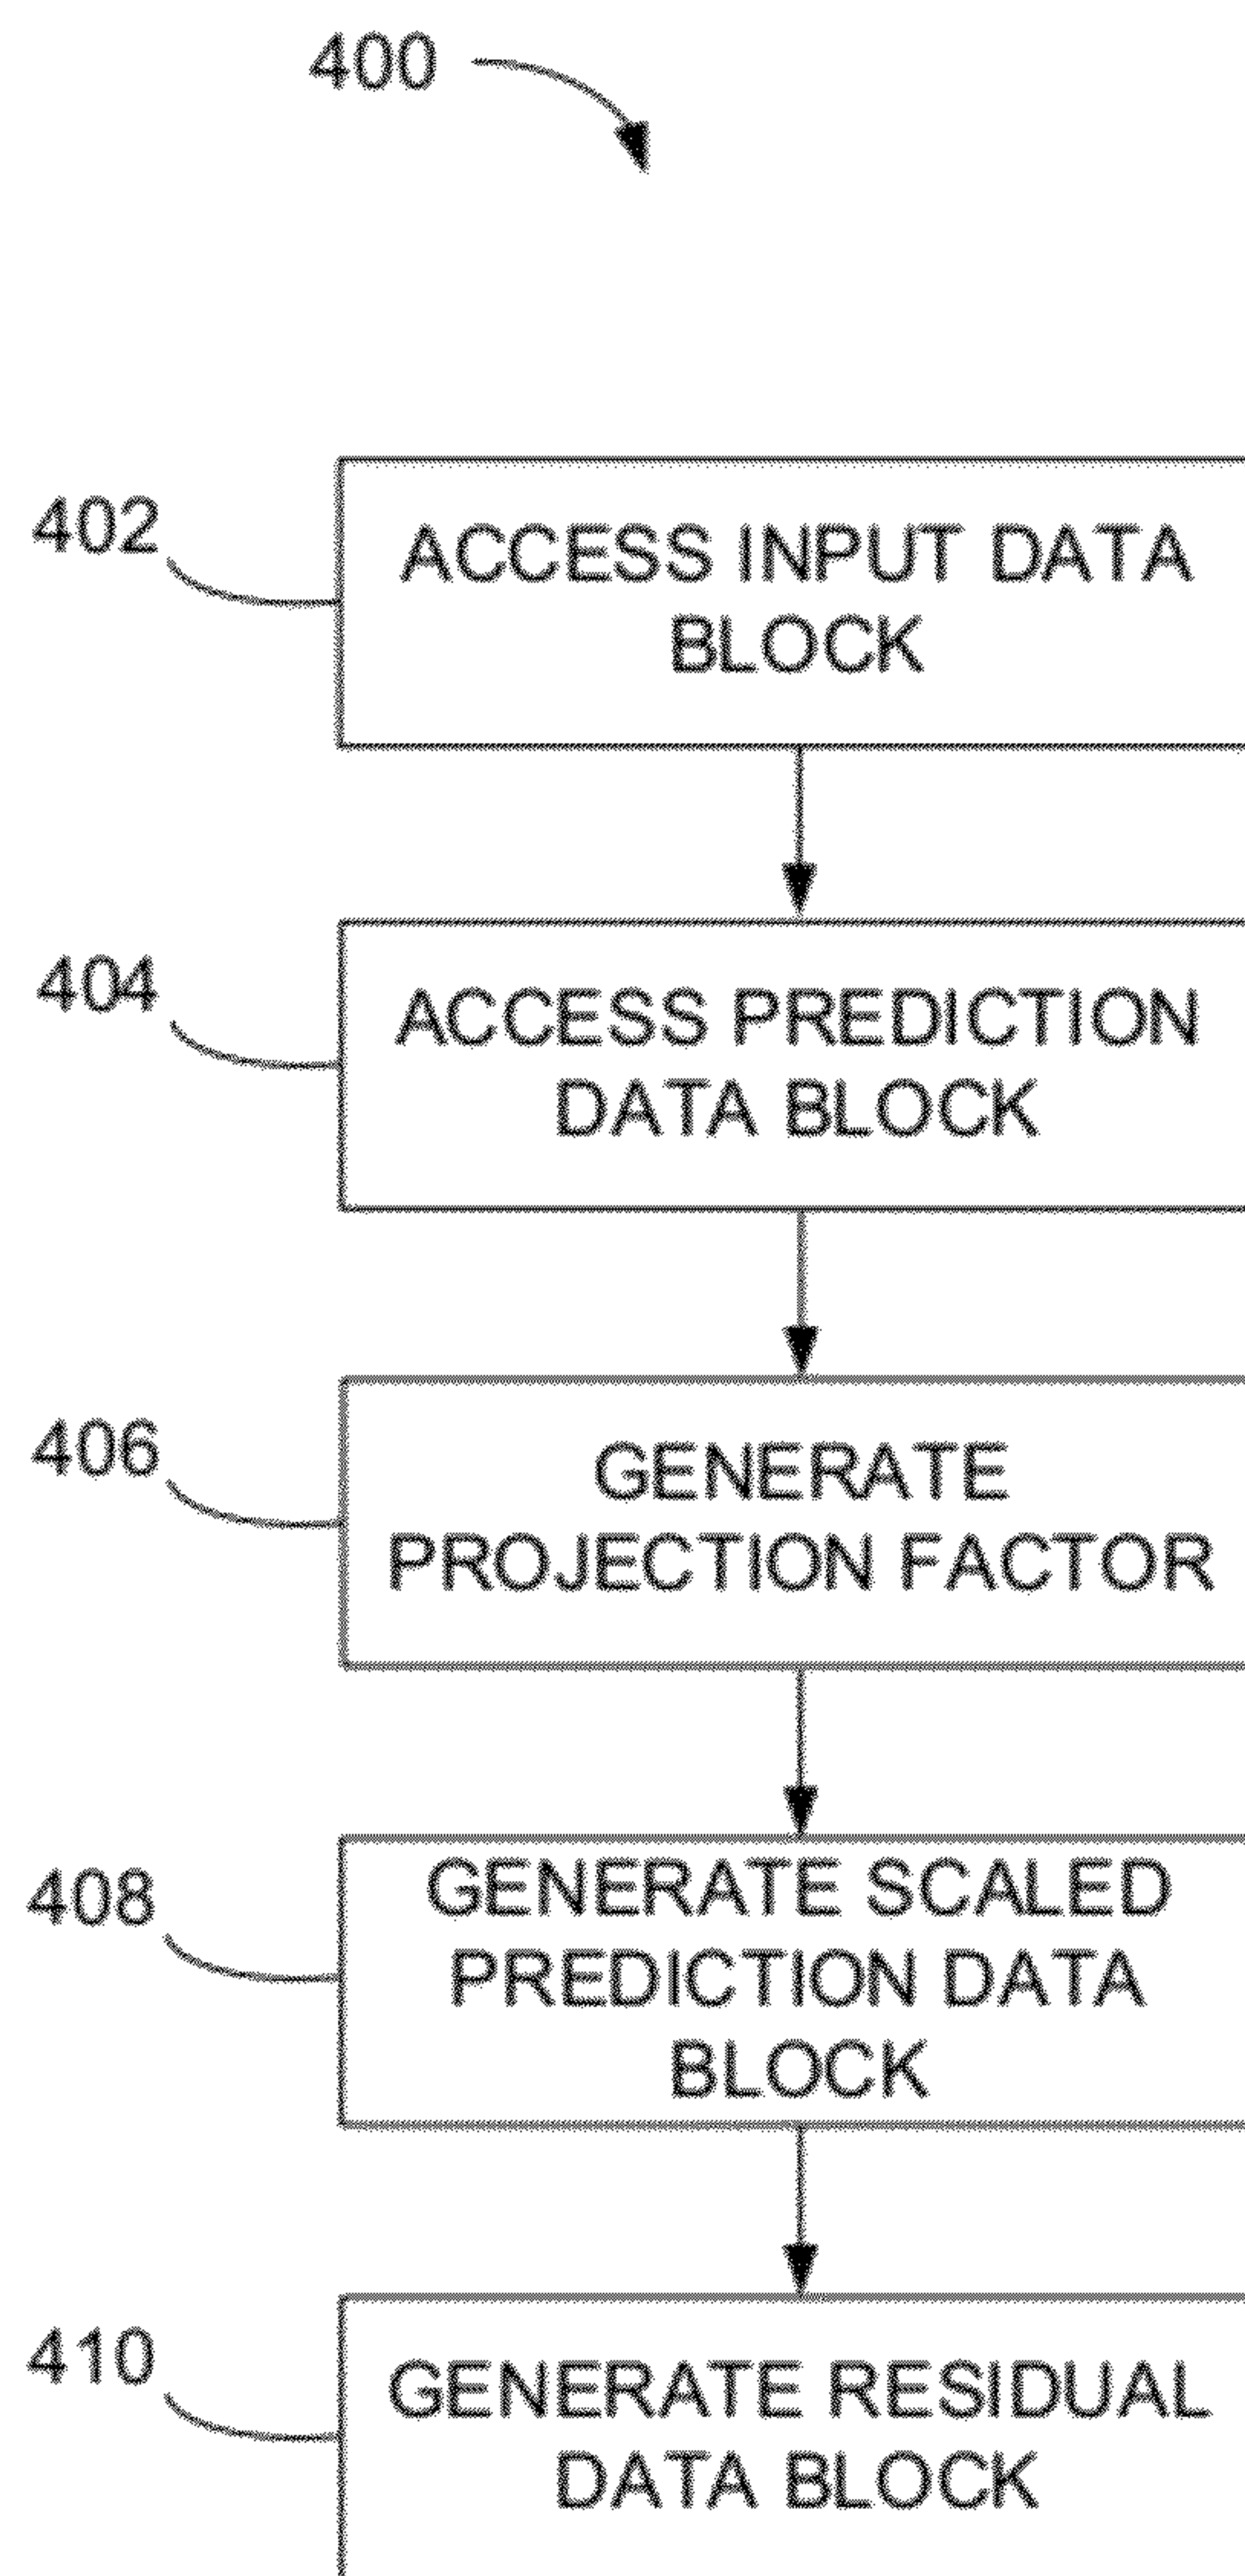 400
402
ACCESS INPUT DATA
BLOCK
404
ACCESS PREDICTION
DATA BLOCK
406
GENERATE
PROJECTION FACTOR
408
GENERATE SCALED
PREDICTION DATA
BLOCK
410
GENERATE RESIDUAL
DATA BLOCK